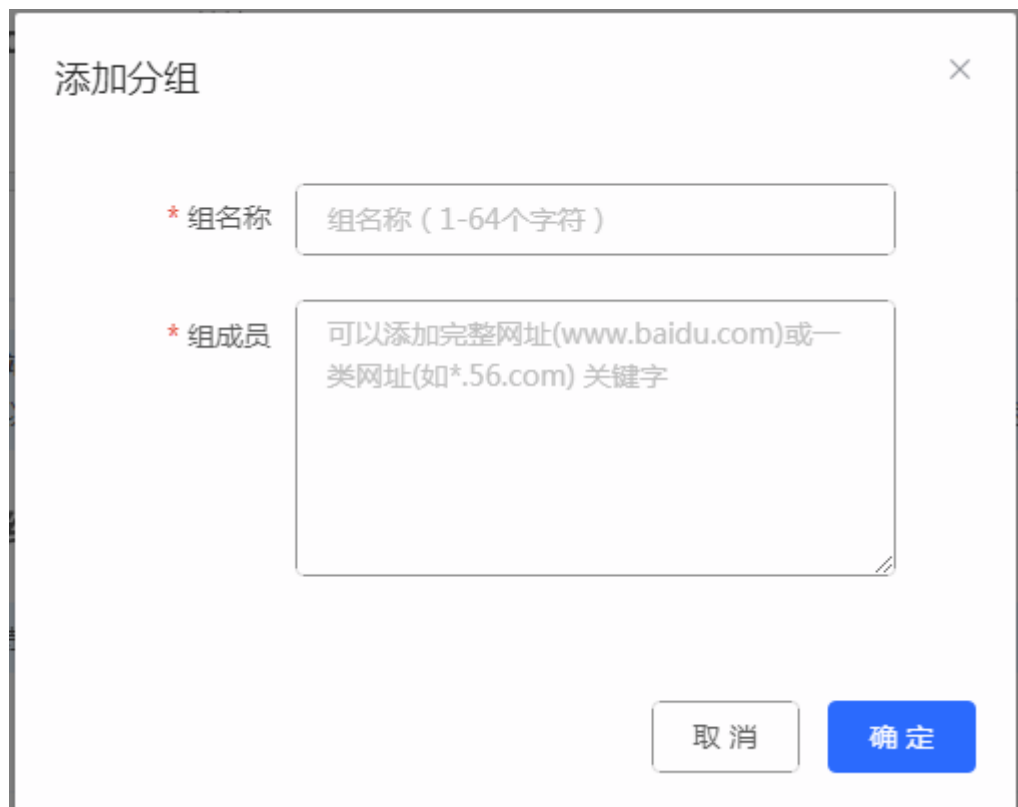 添加分组
* 组名称
组名称（1-64个字符）
* 组成员
可以添加完整网址(www.baidu.com)或一
类网址(如*.56.com) 关键字
取 消
确 定